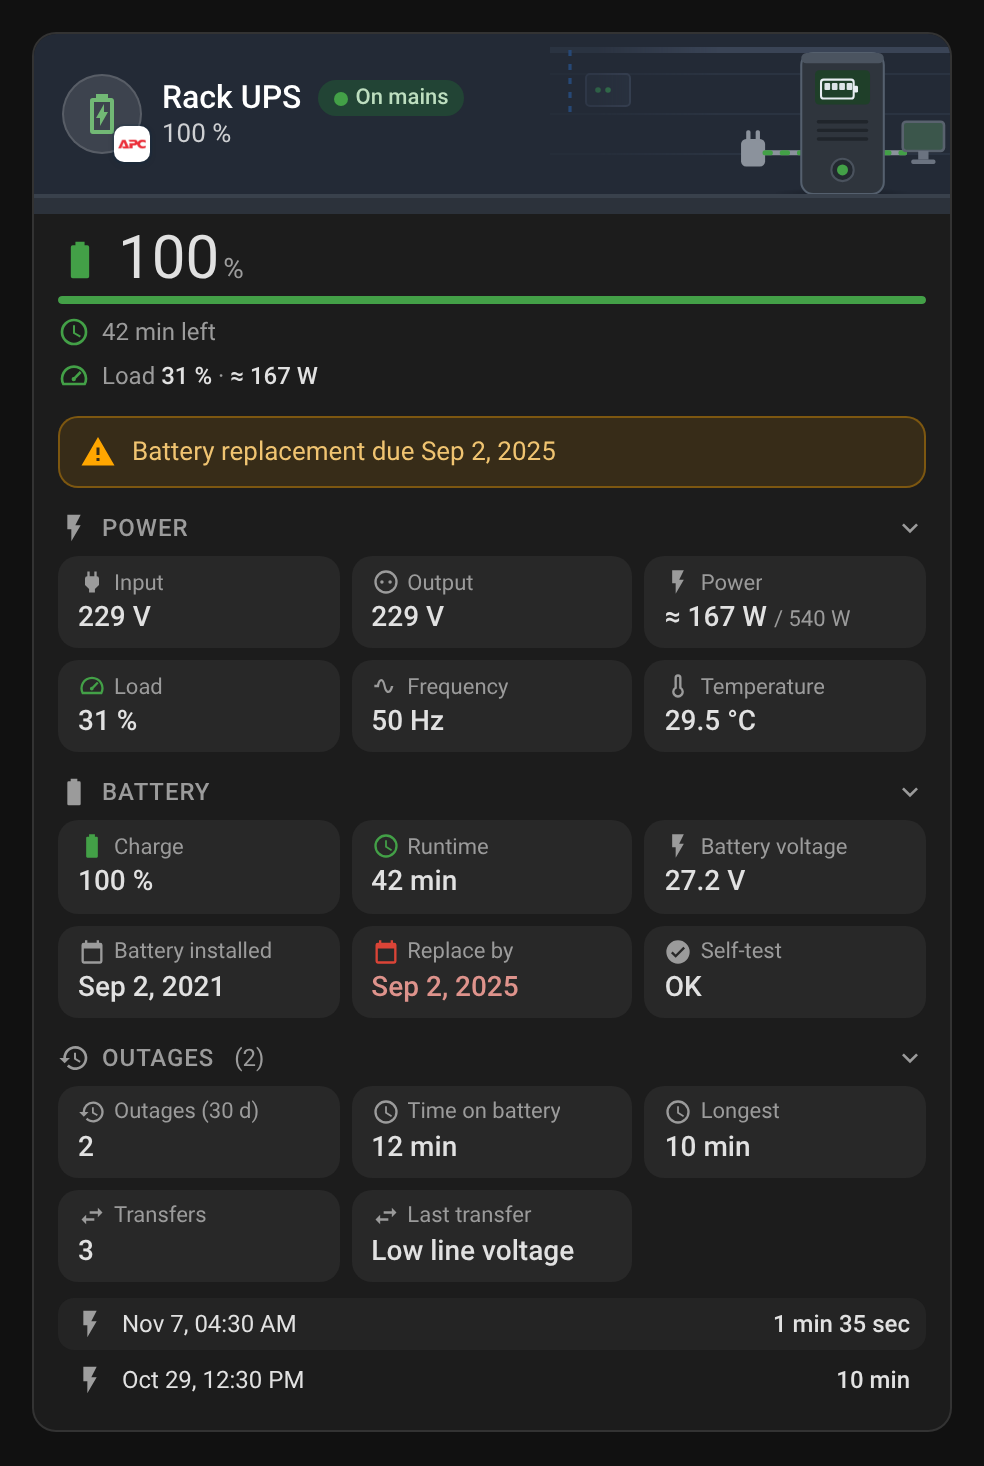 Rack UPS
On mains
100 %
APC
100 %
42 min left
Load 31 % · ≈ 167 W
Battery replacement due Sep 2, 2025
POWER
Input
229 V
Output
229 V
Power
≈ 167 W / 540 W
Load
31 %
Frequency
50 Hz
Temperature
29.5 °C
BATTERY
Charge
100 %
Runtime
42 min
Battery voltage
27.2 V
Battery installed
Sep 2, 2021
Replace by
Sep 2, 2025
Self-test
OK
OUTAGES (2)
Outages (30 d)
2
Time on battery
12 min
Longest
10 min
Transfers
3
Last transfer
Low line voltage
Nov 7, 04:30 AM 1 min 35 sec
Oct 29, 12:30 PM 10 min